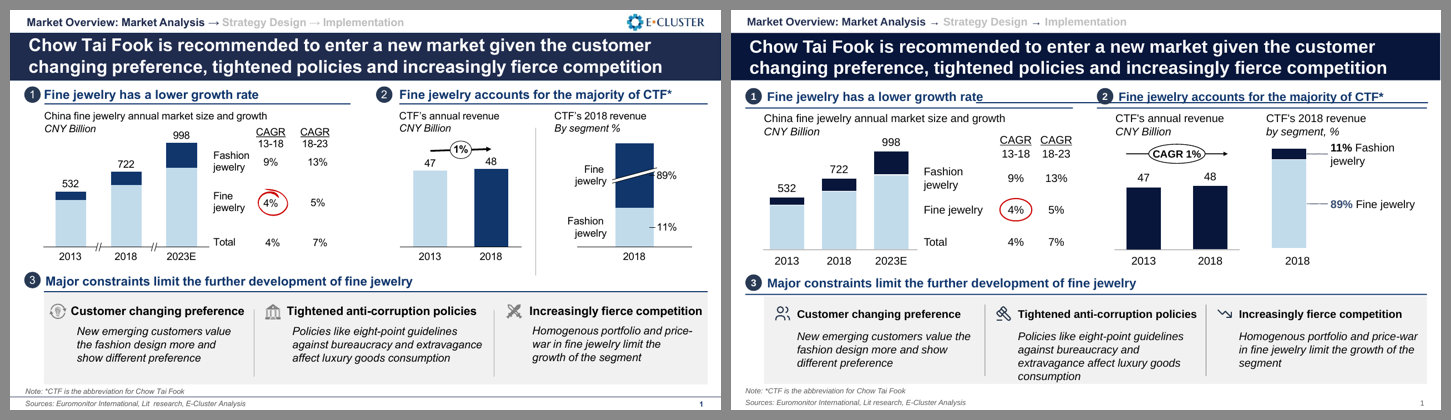 Market Overview: Market Analysis → Strategy Design → Implementation
E•CLUSTER
Chow Tai Fook is recommended to enter a new market given the customer
changing preference, tightened policies and increasingly fierce competition
1 Fine jewelry has a lower growth rate
China fine jewelry annual market size and growth
CNY Billion
532
722
998
2013
2018
2023E
CAGR CAGR
13-18 18-23
Fashion
jewelry 9% 13%
Fine
jewelry 4% 5%
Total 4% 7%
2 Fine jewelry accounts for the majority of CTF*
CTF's annual revenue
CNY Billion
1%
47
48
2013
2018
CTF's 2018 revenue
By segment %
Fine
jewelry
89%
Fashion
jewelry
11%
2018
3 Major constraints limit the further development of fine jewelry
Customer changing preference
New emerging customers value
the fashion design more and
show different preference
Tightened anti-corruption policies
Policies like eight-point guidelines
against bureaucracy and extravagance
affect luxury goods consumption
Increasingly fierce competition
Homogenous portfolio and price-
war in fine jewelry limit the
growth of the segment
Note: *CTF is the abbreviation for Chow Tai Fook
Sources: Euromonitor International, Lit research, E-Cluster Analysis
1
Market Overview: Market Analysis → Strategy Design → Implementation
Chow Tai Fook is recommended to enter a new market given the customer
changing preference, tightened policies and increasingly fierce competition
1 Fine jewelry has a lower growth rate
China fine jewelry annual market size and growth
CNY Billion
532
722
998
2013
2018
2023E
CAGR CAGR
13-18 18-23
Fashion
jewelry 9% 13%
Fine jewelry 4% 5%
Total 4% 7%
2 Fine jewelry accounts for the majority of CTF*
CTF's annual revenue
CNY Billion
CAGR 1%
47
48
2013
2018
CTF's 2018 revenue
by segment, %
11% Fashion
jewelry
89% Fine jewelry
2018
3 Major constraints limit the further development of fine jewelry
Customer changing preference
New emerging customers value the
fashion design more and show
different preference
Tightened anti-corruption policies
Policies like eight-point guidelines
against bureaucracy and
extravagance affect luxury goods
consumption
Increasingly fierce competition
Homogenous portfolio and price-war
in fine jewelry limit the growth of the
segment
Note: *CTF is the abbreviation for Chow Tai Fook
Sources: Euromonitor International, Lit research, E-Cluster Analysis
1